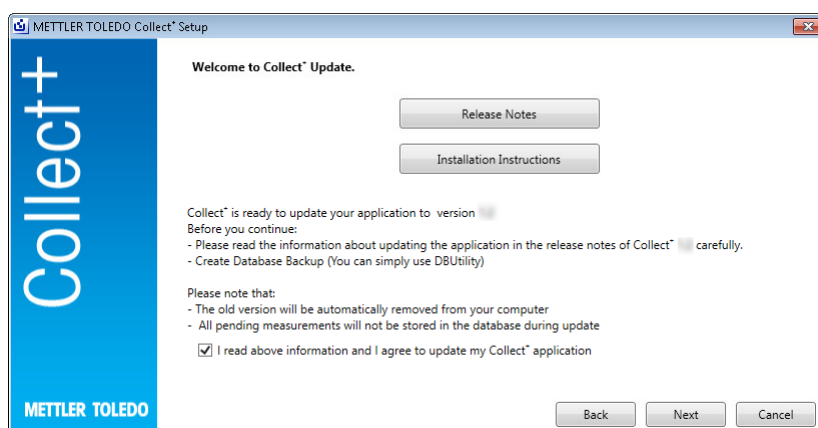 METTLER TOLEDO Collect⁺ Setup
Collect+
Welcome to Collect⁺ Update.
Release Notes
Installation Instructions
Collect⁺ is ready to update your application to version
Before you continue:
- Please read the information about updating the application in the release notes of Collect⁺ carefully.
- Create Database Backup (You can simply use DBUtility)
Please note that:
- The old version will be automatically removed from your computer
- All pending measurements will not be stored in the database during update
I read above information and I agree to update my Collect⁺ application
METTLER TOLEDO
Back
Next
Cancel